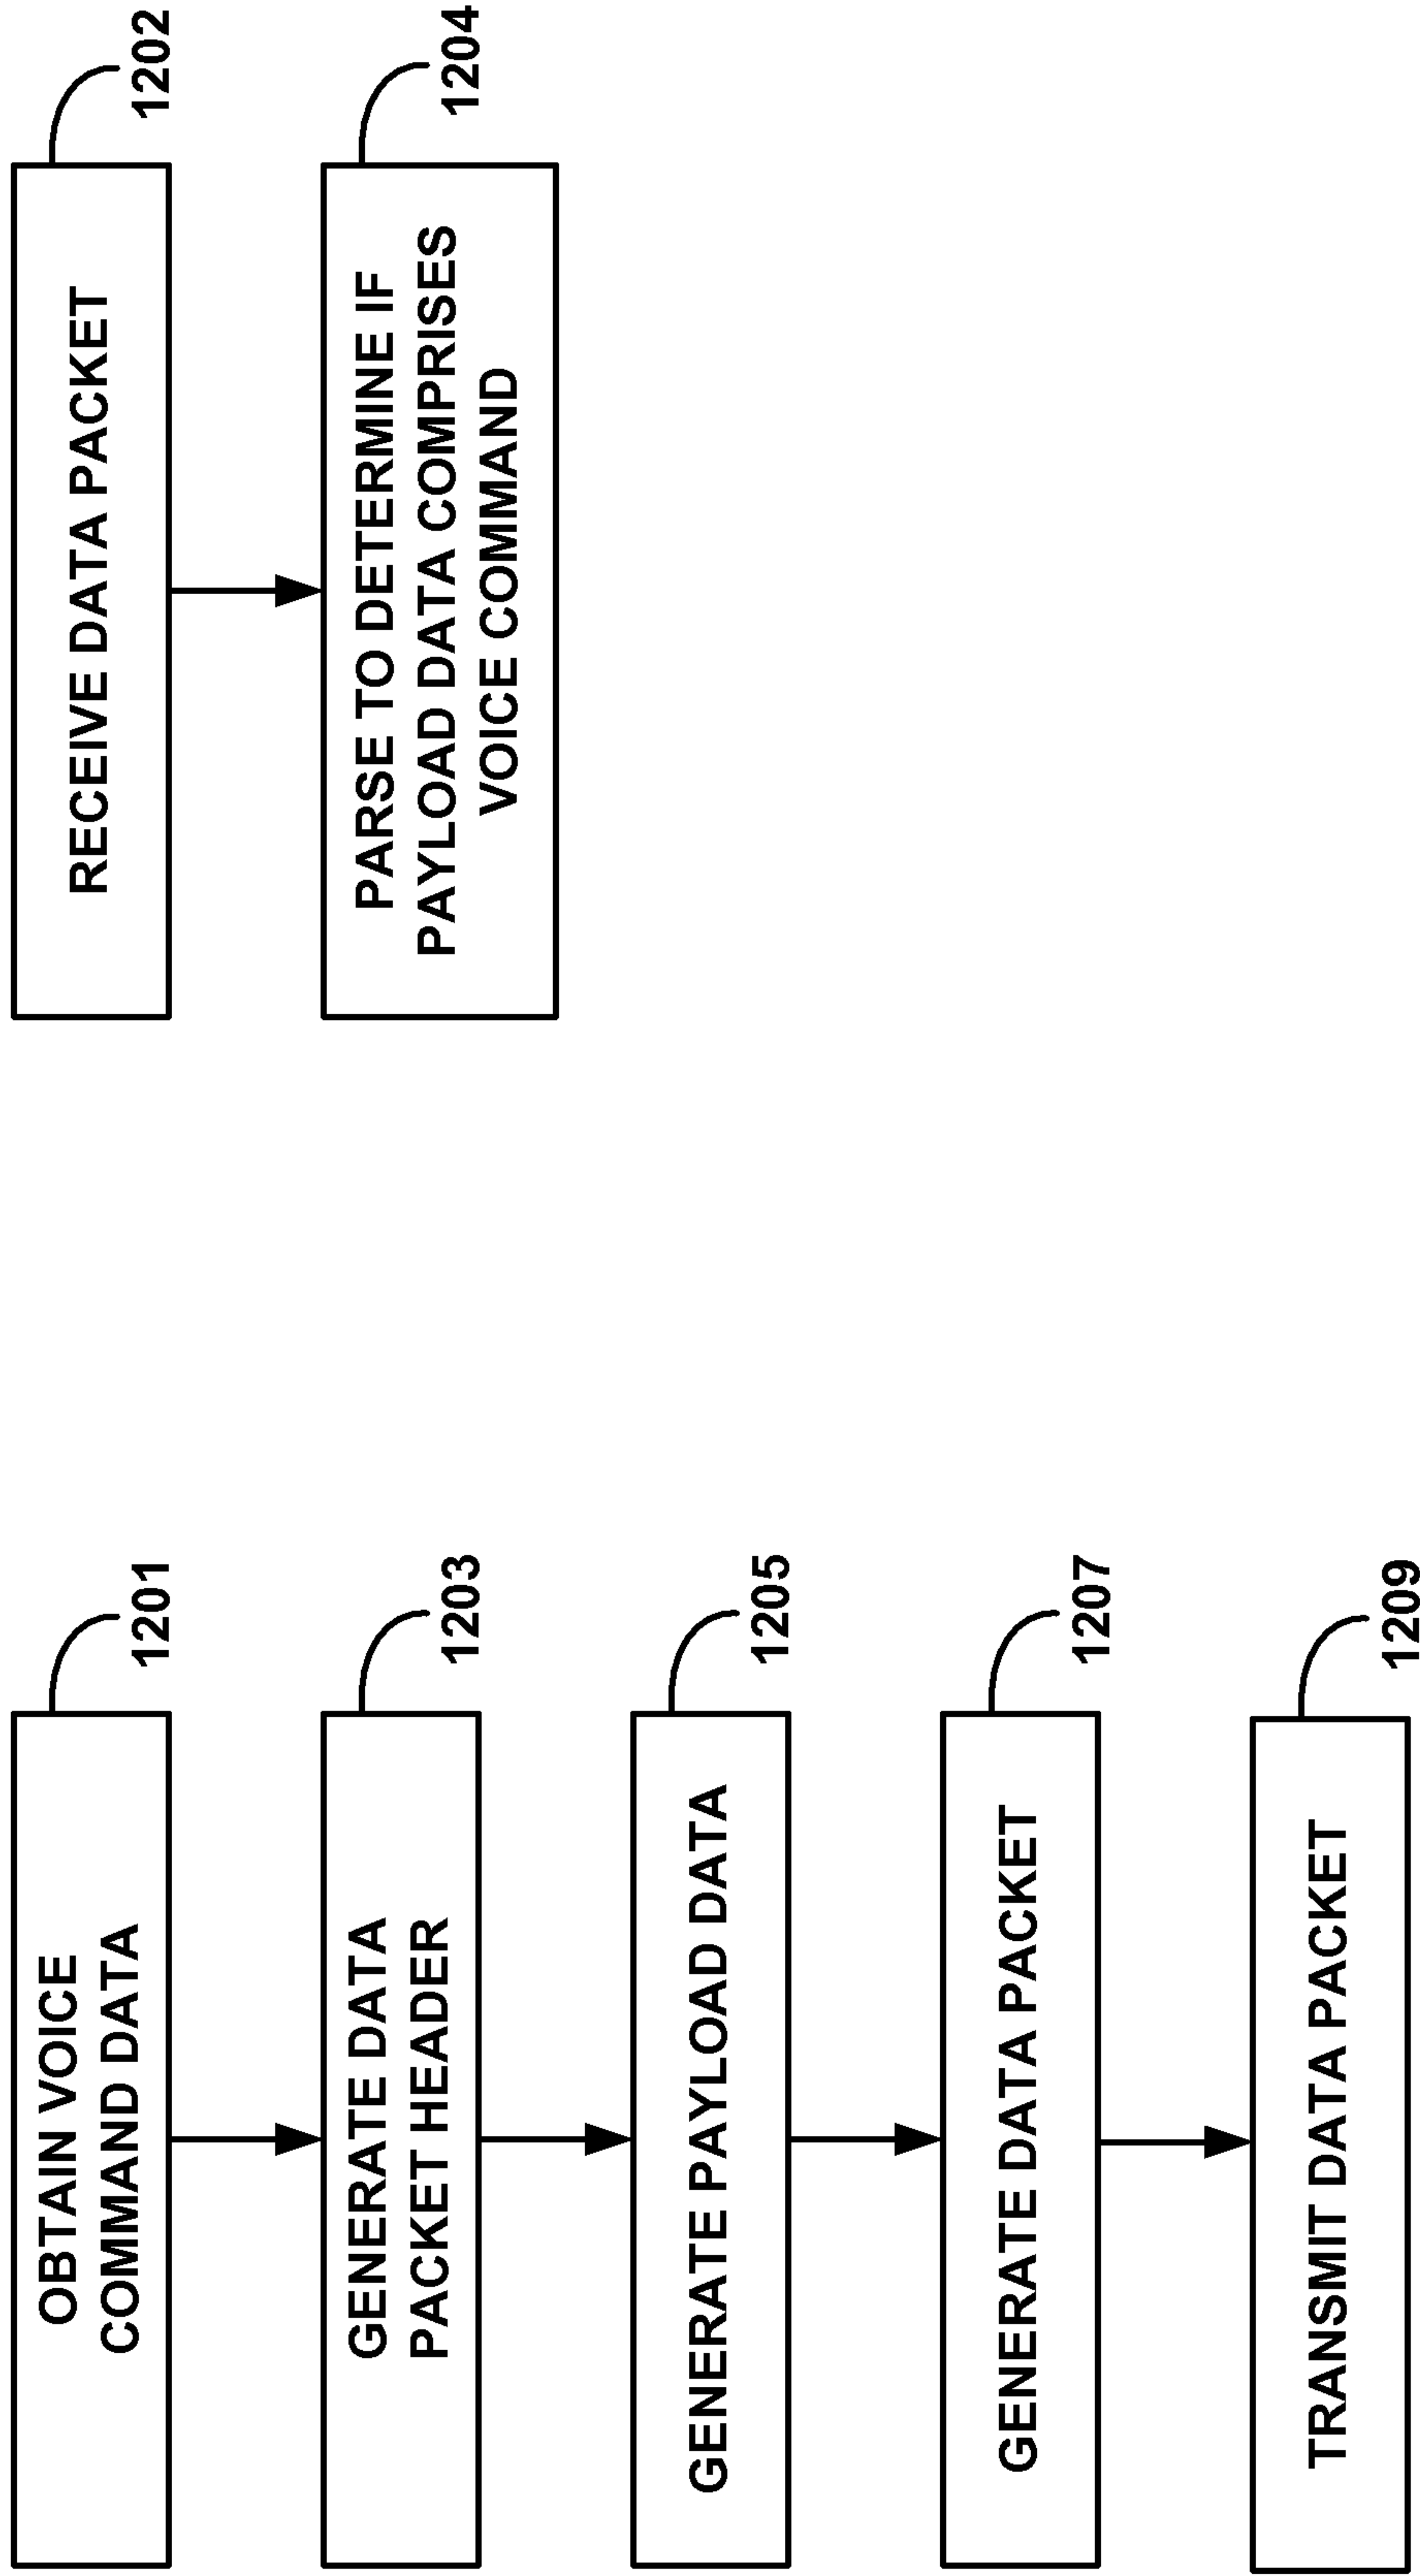 OBTAIN VOICE
COMMAND DATA
1201
GENERATE DATA
PACKET HEADER
1203
GENERATE PAYLOAD DATA
1205
GENERATE DATA PACKET
1207
TRANSMIT DATA PACKET
1209
RECEIVE DATA PACKET
1202
PARSE TO DETERMINE IF
PAYLOAD DATA COMPRISES
VOICE COMMAND
1204